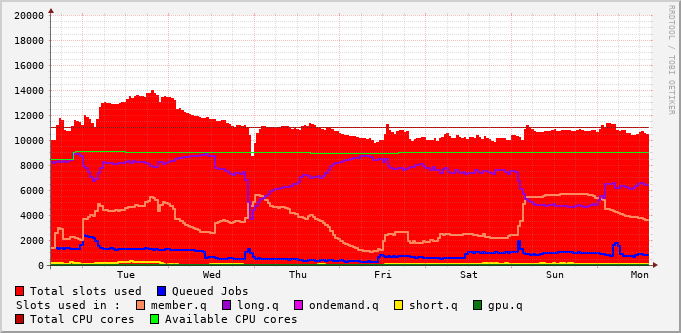 20000
18000
16000
14000
12000
10000
8000
6000
4000
2000
0
Tue Wed Thu Fri Sat Sun Mon
RRDTOOL / TOBI OETIKER
Total slots used Queued Jobs
Slots used in : member.q long.q ondemand.q short.q gpu.q
Total CPU cores Available CPU cores